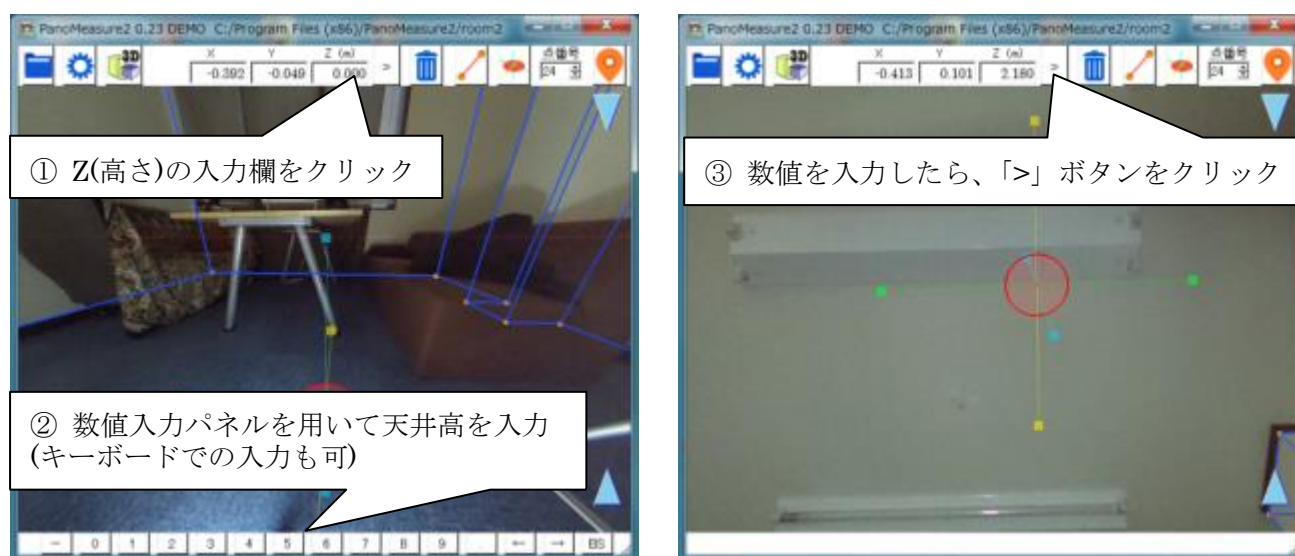 PanoMeasure2 0.23 DEMO C:/Program Files (x86)/PanoMeasure2/room2
3D
X Y Z (m)
-0.392 -0.049 0.000 >
点番号
24
① Z(高さ)の入力欄をクリック
② 数値入力パネルを用いて天井高を入力
(キーボードでの入力も可)
- 0 1 2 3 4 5 6 7 8 9 . ← → BS
PanoMeasure2 0.23 DEMO C:/Program Files (x86)/PanoMeasure2/room2
3D
X Y Z (m)
-0.413 0.101 2.180 >
点番号
24
③ 数値を入力したら、「>」ボタンをクリック